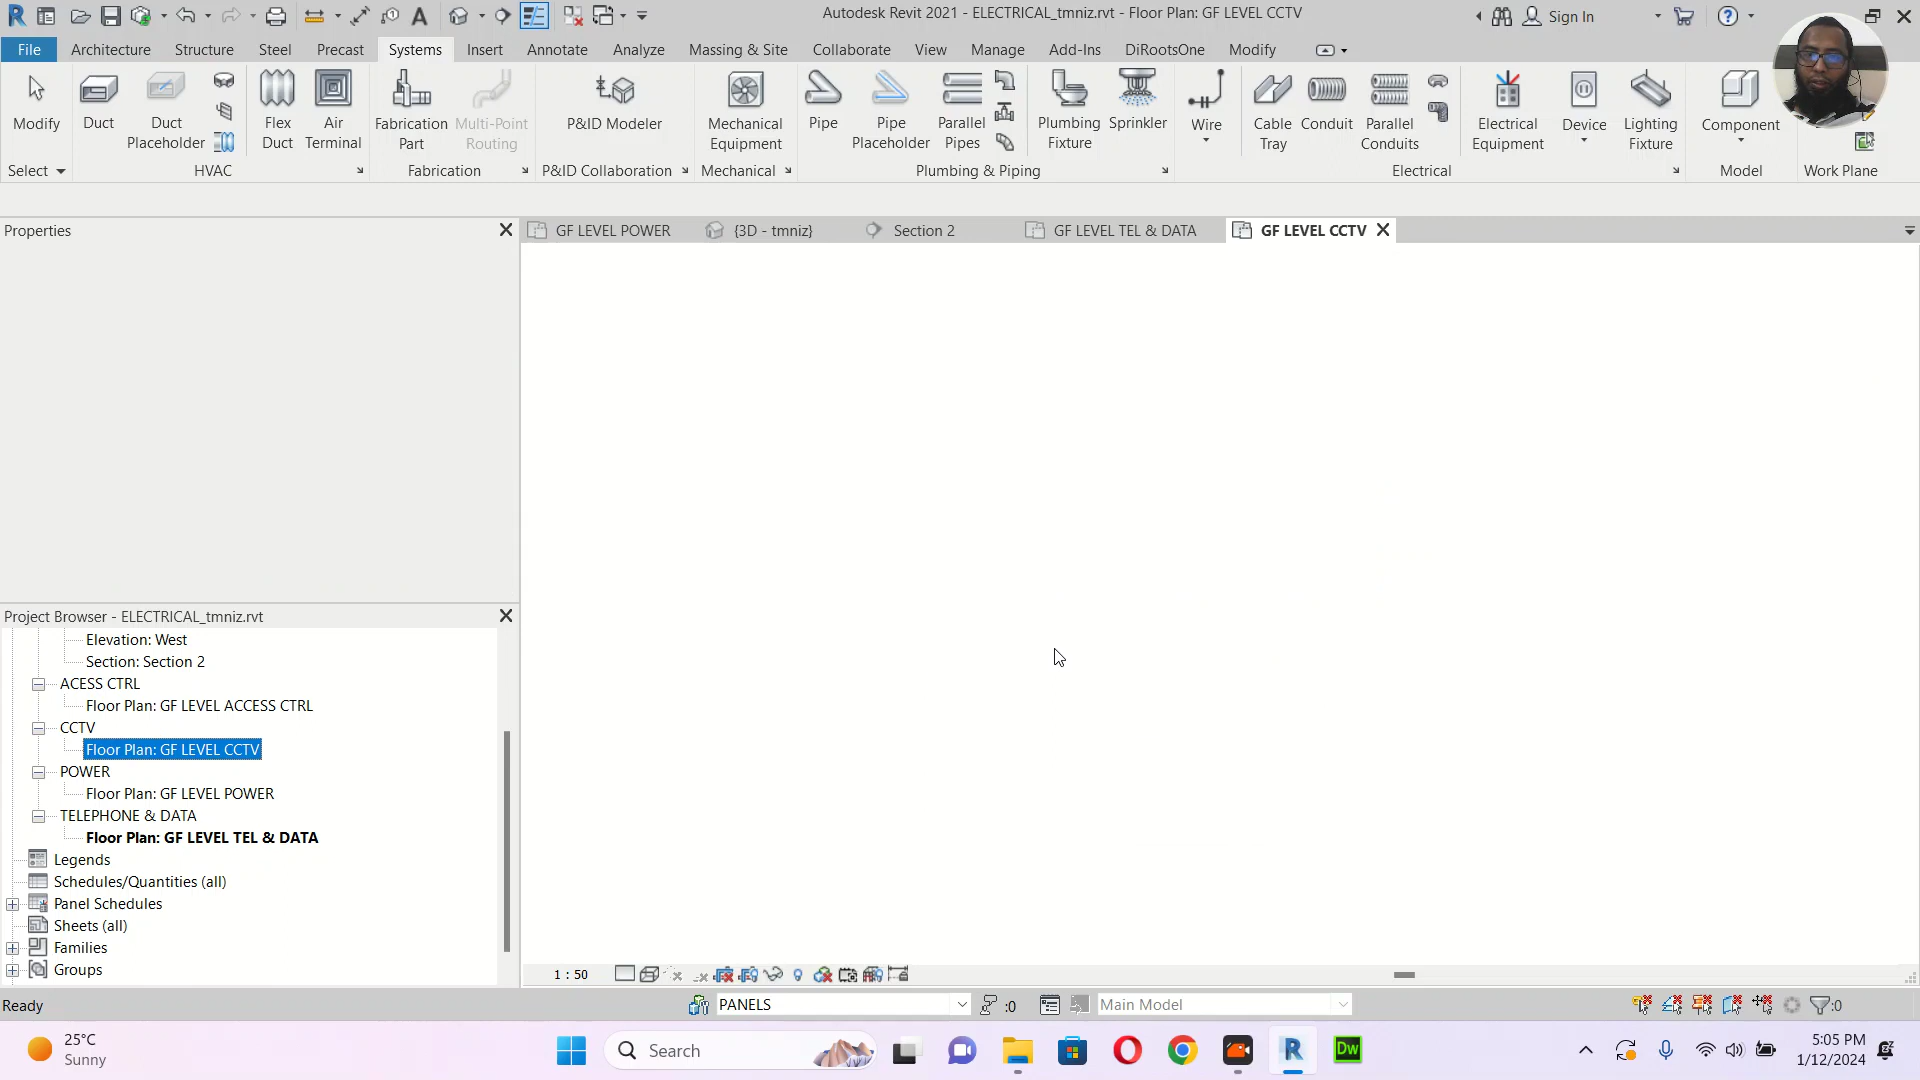 Autodesk Revit 2021 - ELECTRICAL_tmniz.rvt - Floor Plan: GF LEVEL CCTV
Sign In
File Architecture Structure Steel Precast Systems Insert Annotate Analyze Massing & Site Collaborate View Manage Add-Ins DiRootsOne Modify
Modify
Duct
Duct Placeholder
Flex Duct
Air Terminal
Fabrication Part
Multi-Point Routing
P&ID Modeler
Mechanical Equipment
Pipe
Pipe Placeholder
Parallel Pipes
Plumbing Fixture
Sprinkler
Wire
Cable Tray
Conduit
Parallel Conduits
Electrical Equipment
Device
Lighting Fixture
Component
Select HVAC Fabrication P&ID Collaboration Mechanical Plumbing & Piping Electrical Model Work Plane
Properties
GF LEVEL POWER {3D - tmniz} Section 2 GF LEVEL TEL & DATA GF LEVEL CCTV
Project Browser - ELECTRICAL_tmniz.rvt
Elevation: West
Section: Section 2
ACESS CTRL
Floor Plan: GF LEVEL ACCESS CTRL
CCTV
Floor Plan: GF LEVEL CCTV
POWER
Floor Plan: GF LEVEL POWER
TELEPHONE & DATA
Floor Plan: GF LEVEL TEL & DATA
Legends
Schedules/Quantities (all)
Panel Schedules
Sheets (all)
Families
Groups
1 : 50
Ready
PANELS
:0
Main Model
:0
25°C
Sunny
Search
Dw
5:05 PM
1/12/2024